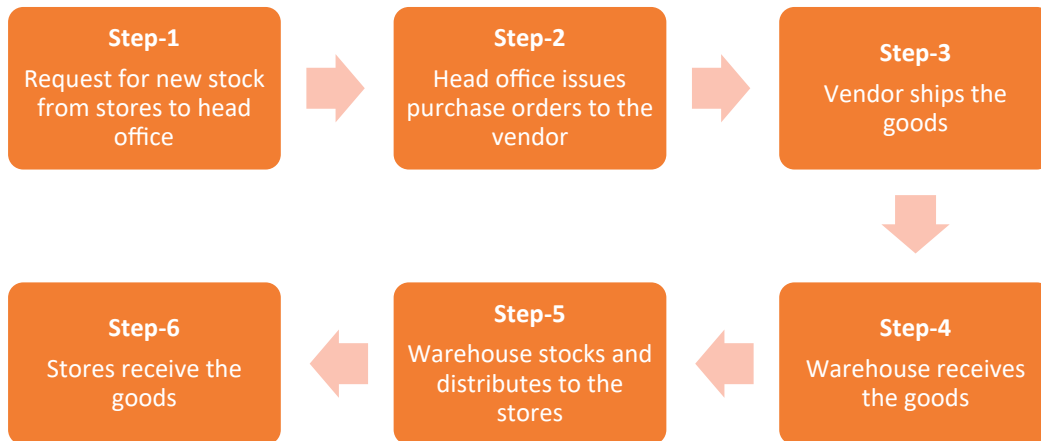 Step-1
Request for new stock
from stores to head
office
Step-2
Head office issues
purchase orders to the
vendor
Step-3
Vendor ships the
goods
Step-4
Warehouse receives
the goods
Step-5
Warehouse stocks and
distributes to the
stores
Step-6
Stores receive the
goods